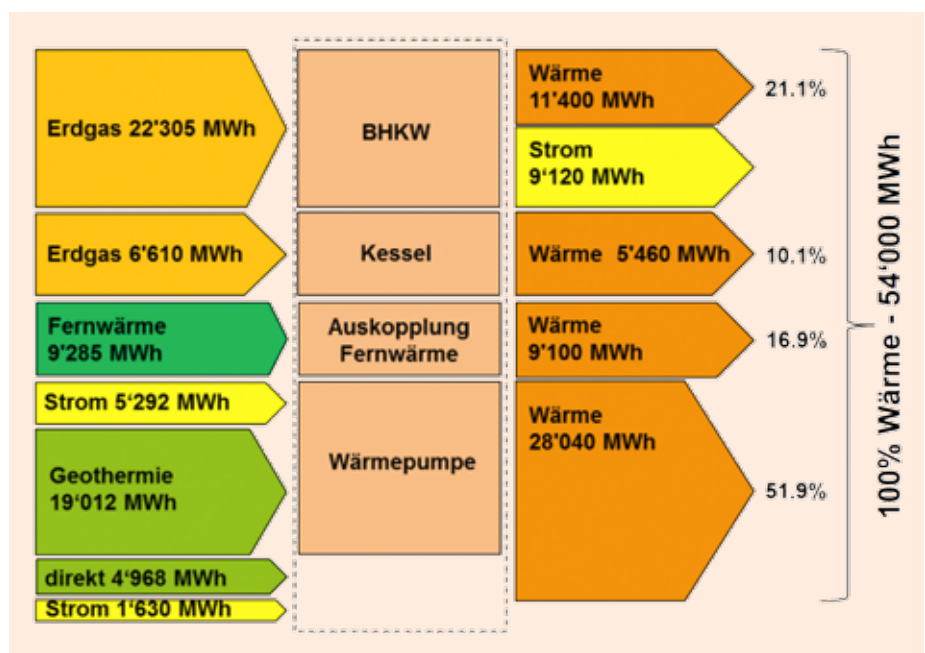 Erdgas 22'305 MWh
BHKW
Wärme
11'400 MWh
21.1%
Strom
9‘120 MWh
Erdgas 6'610 MWh
Kessel
Wärme 5'460 MWh
10.1%
Fernwärme
9'285 MWh
Auskopplung
Fernwärme
Wärme
9'100 MWh
16.9%
Strom 5‘292 MWh
Geothermie
19‘012 MWh
Wärmepumpe
Wärme
28'040 MWh
51.9%
direkt 4‘968 MWh
Strom 1‘630 MWh
100% Wärme - 54‘000 MWh